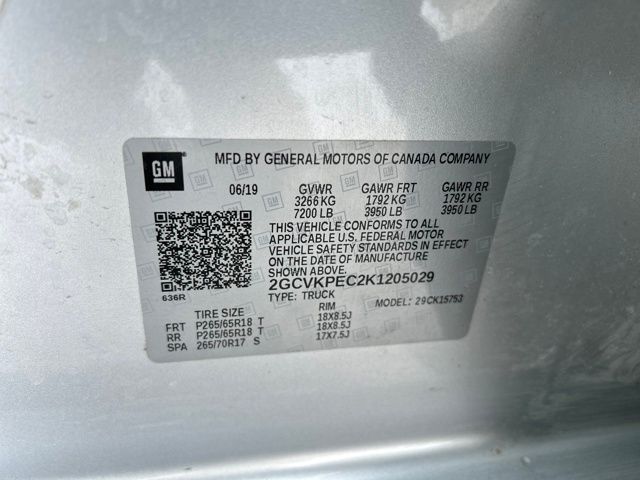 GM
MFD BY GENERAL MOTORS OF CANADA COMPANY
06/19 GVWR GAWR FRT GAWR RR
3266 KG 1792 KG 1792 KG
7200 LB 3950 LB 3950 LB
THIS VEHICLE CONFORMS TO ALL
APPLICABLE U.S. FEDERAL MOTOR
VEHICLE SAFETY STANDARDS IN EFFECT
ON THE DATE OF MANUFACTURE
SHOWN ABOVE.
2GCVKPEC2K1205029
636R
TYPE: TRUCK MODEL: 29CK15753
TIRE SIZE RIM
FRT P265/65R18 T 18X8.5J
RR P265/65R18 T 18X8.5J
SPA 265/70R17 S 17X7.5J